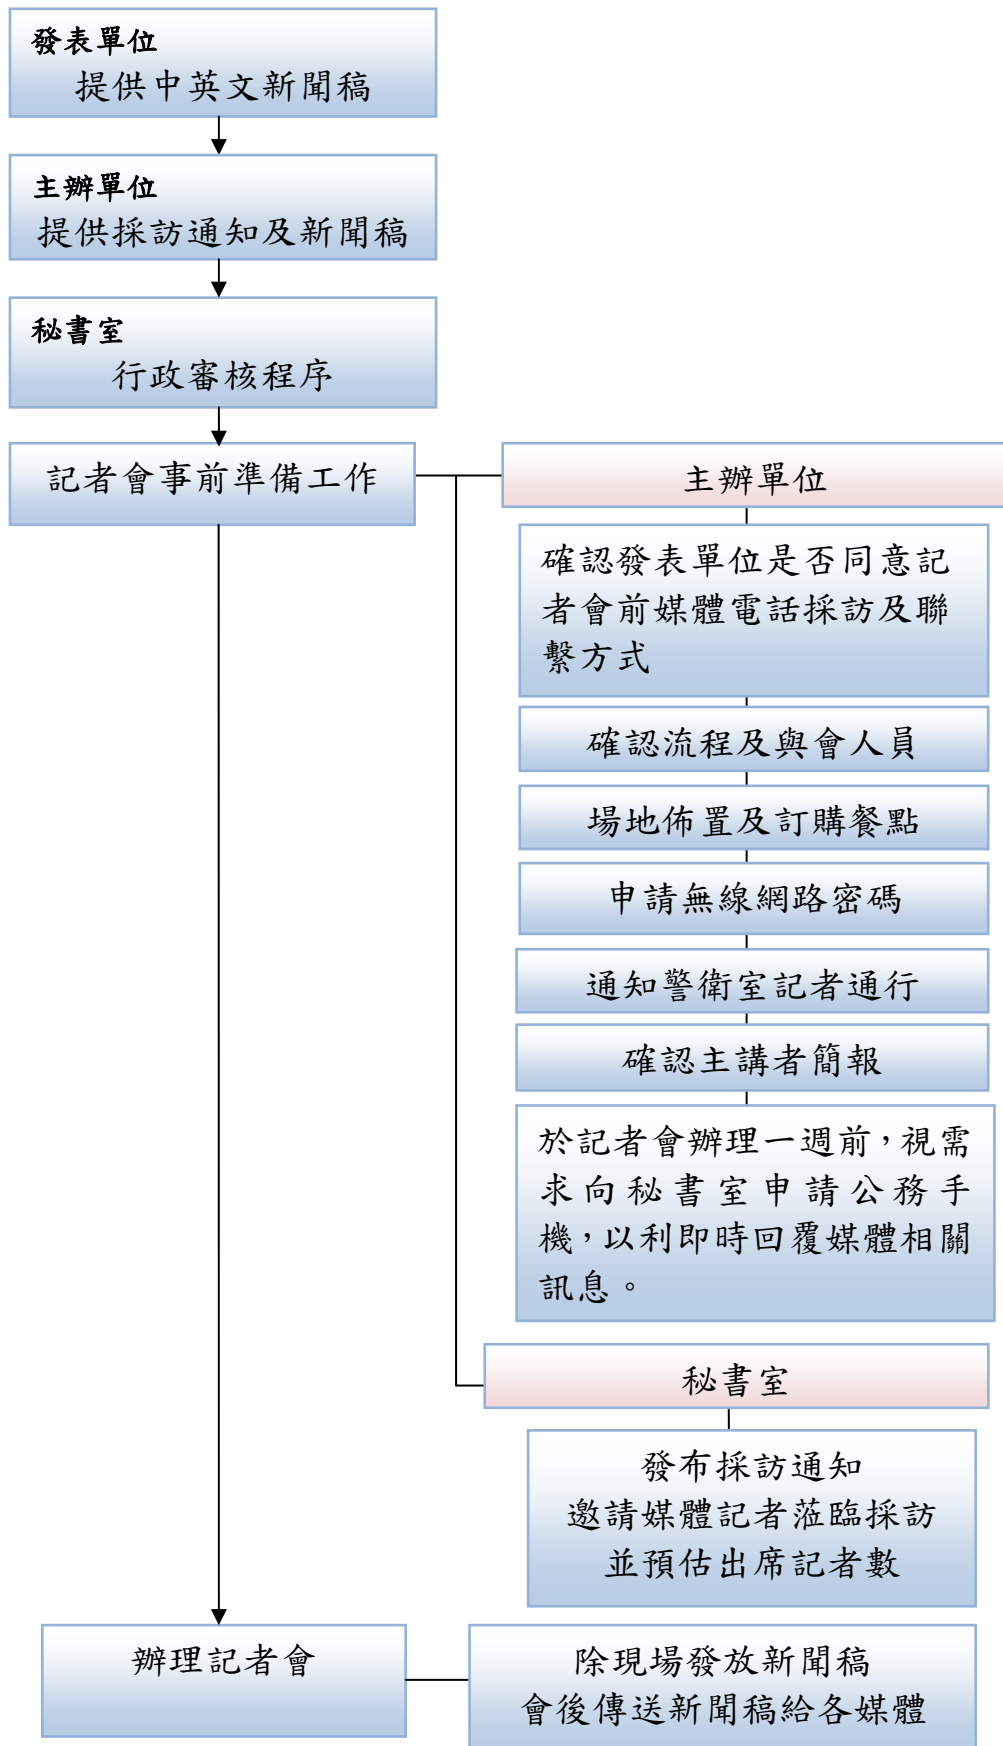 發表單位
提供中英文新聞稿
主辦單位
提供採訪通知及新聞稿
秘書室
行政審核程序
記者會事前準備工作
主辦單位
確認發表單位是否同意記
者會前媒體電話採訪及聯
繫方式
確認流程及與會人員
場地佈置及訂購餐點
申請無線網路密碼
通知警衛室記者通行
確認主講者簡報
於記者會辦理一週前，視需
求向秘書室申請公務手
機，以利即時回覆媒體相關
訊息。
秘書室
發布採訪通知
邀請媒體記者蒞臨採訪
並預估出席記者數
辦理記者會
除現場發放新聞稿
會後傳送新聞稿給各媒體